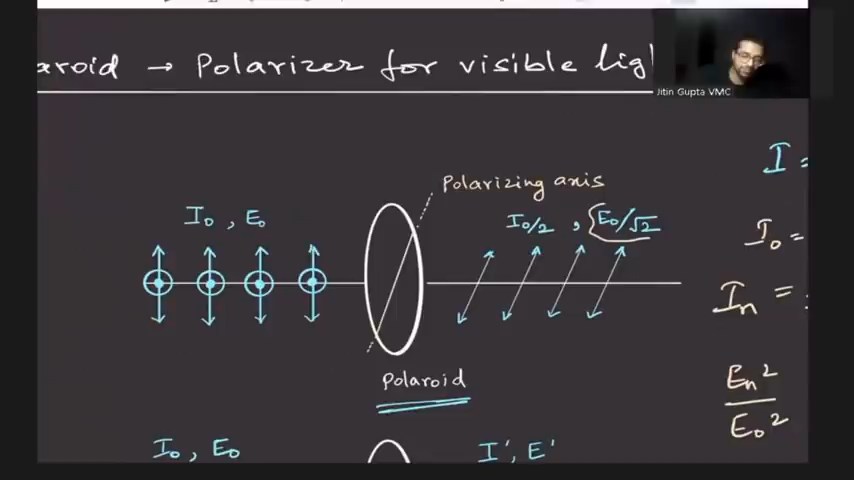 aroid → Polarizer for visible lig
Jitin Gupta VMC
Polarizing axis
I =
I₀ , E₀
I₀/2 , E₀/√2
I₀ =
Iₙ =
Polaroid
Eₙ²
E₀²
I₀, E₀
I', E'